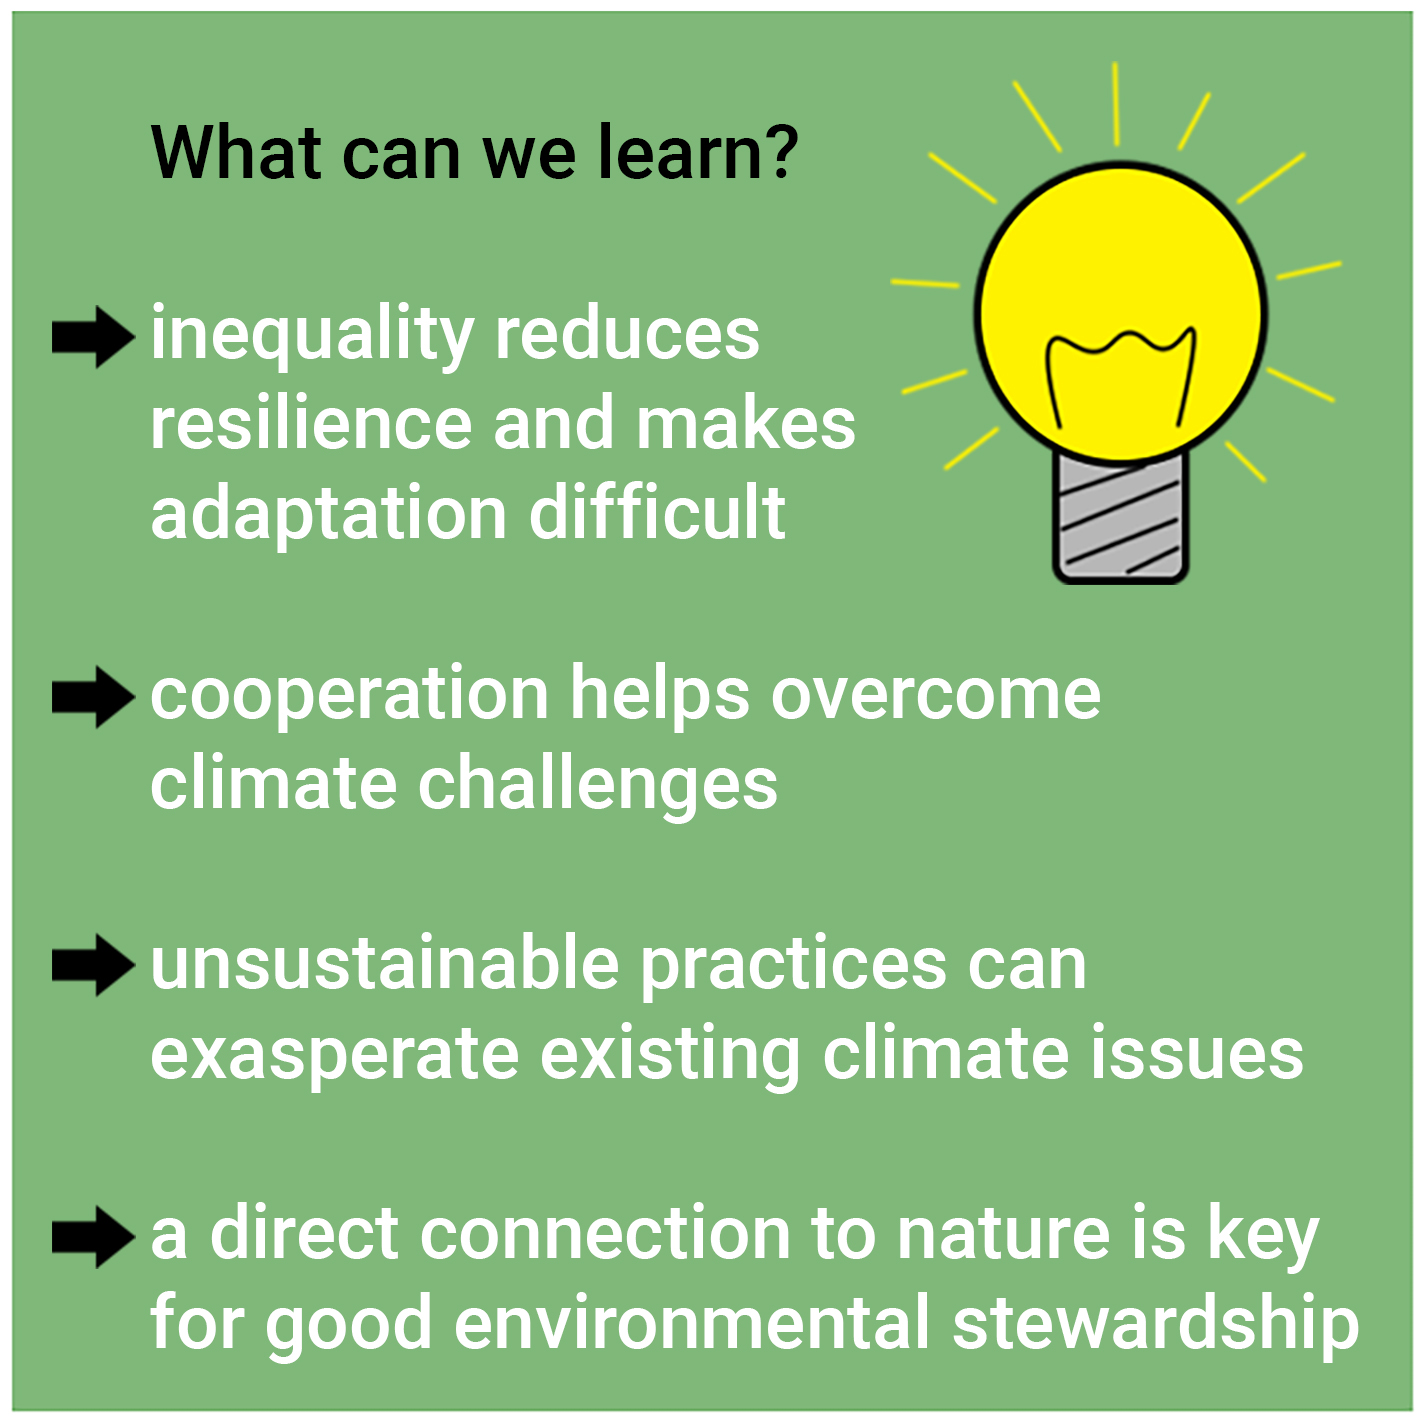 What can we learn?
inequality reduces
resilience and makes
adaptation difficult
cooperation helps overcome
climate challenges
unsustainable practices can
exasperate existing climate issues
a direct connection to nature is key
for good environmental stewardship